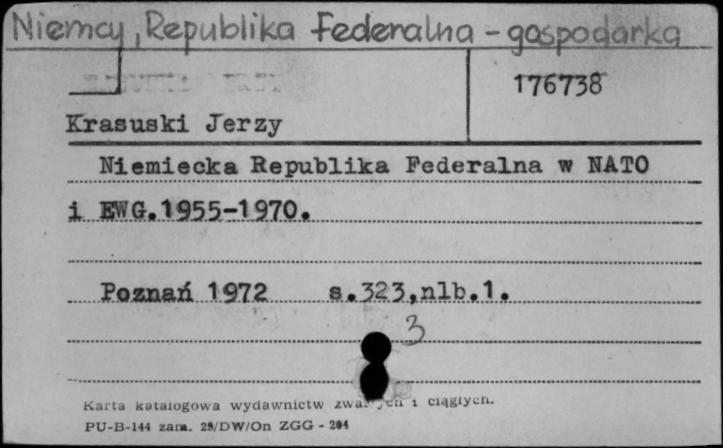 Niemcy, Republika Federalna - gospodarka
176738
Krasuski Jerzy
Niemiecka Republika Federalna w NATO
i EWG.1955-1970.
Poznań 1972 s.323,nlb.1.
3
Karta katalogowa wydawnictw i ciągłych.
PU-B-144 zam. 29/DW/On ZGG - 204